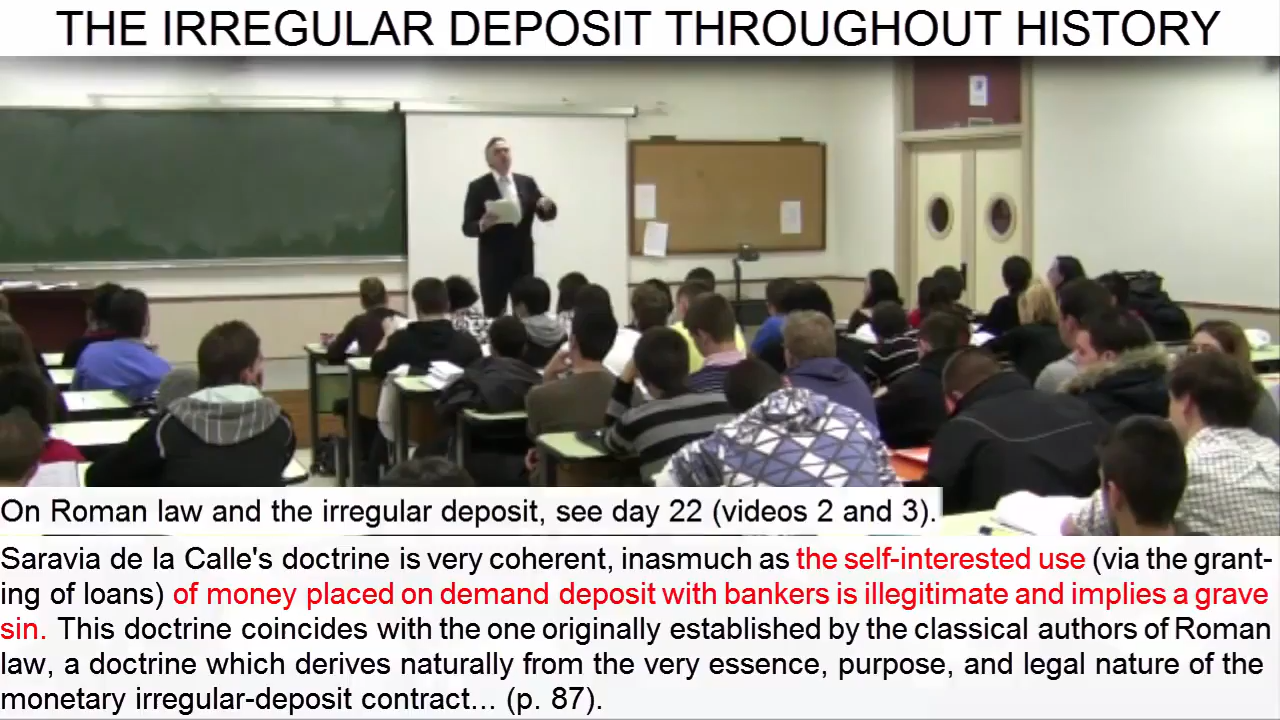 THE IRREGULAR DEPOSIT THROUGHOUT HISTORY
On Roman law and the irregular deposit, see day 22 (videos 2 and 3).
Saravia de la Calle's doctrine is very coherent, inasmuch as the self-interested use (via the grant-
ing of loans) of money placed on demand deposit with bankers is illegitimate and implies a grave
sin. This doctrine coincides with the one originally established by the classical authors of Roman
law, a doctrine which derives naturally from the very essence, purpose, and legal nature of the
monetary irregular-deposit contract... (p. 87).